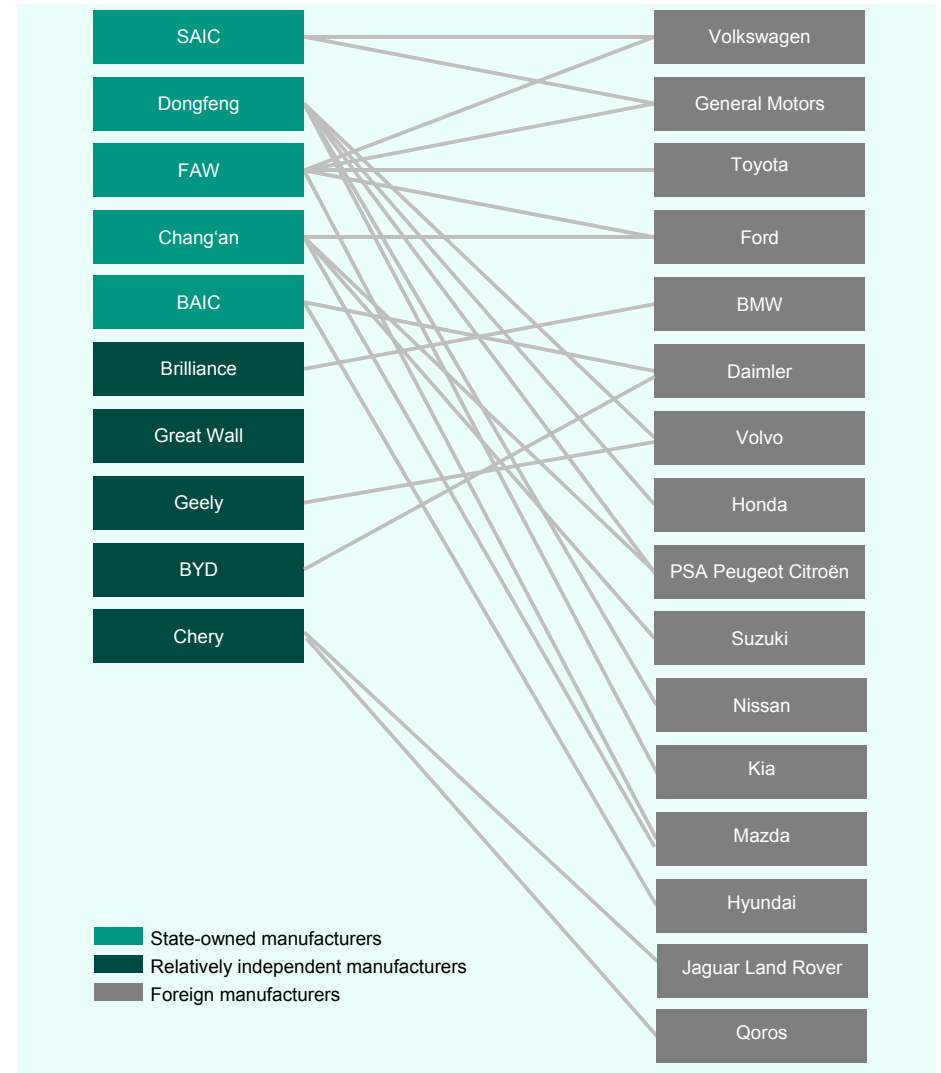 SAIC
Volkswagen
Dongfeng
General Motors
FAW
Toyota
Chang‘an
Ford
BAIC
BMW
Brilliance
Daimler
Great Wall
Volvo
Geely
Honda
BYD
PSA Peugeot Citroën
Chery
Suzuki
Nissan
Kia
Mazda
Hyundai
State-owned manufacturers
Relatively independent manufacturers
Foreign manufacturers
Jaguar Land Rover
Qoros